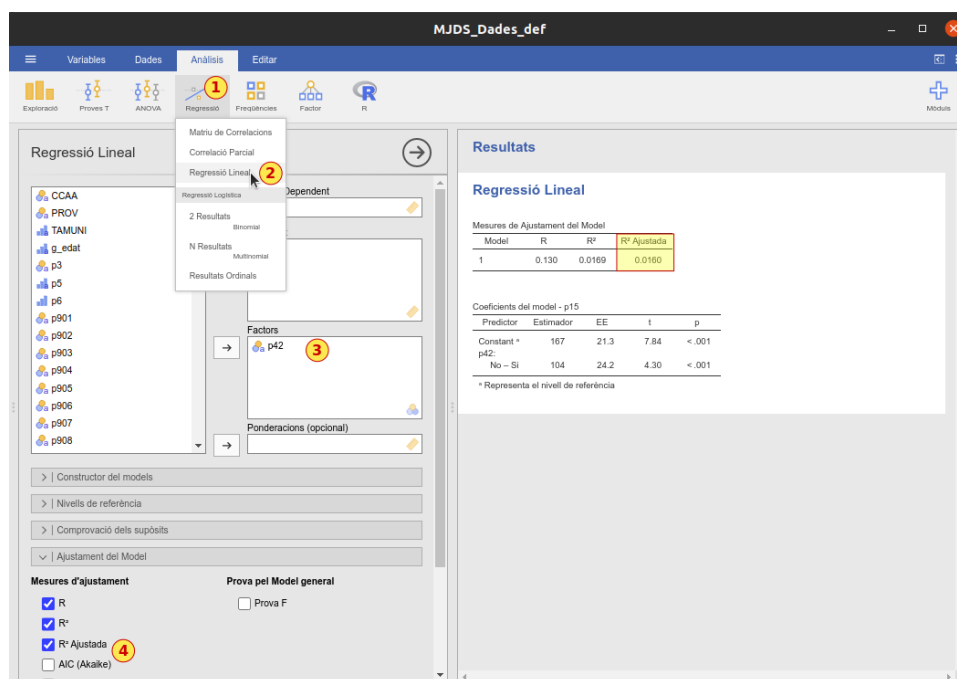 MJDS_Dades_def
Variables Dades Anàlisis Editar
Exploració Proves T ANOVA Regressió Freqüències Factor R Mòduls
1
Matriu de Correlacions
Correlació Parcial
Regressió Lineal
2
Regressió Logística
2 Resultats
Binomial
N Resultats
Multinomial
Resultats Ordinals
Regressió Lineal
Dependent
CCAA
PROV
TAMUNI
g_edat
p3
p5
p6
p901
p902
p903
p904
p905
p906
p907
p908
Factors
p42
3
Ponderacions (opcional)
> | Constructor del models
> | Nivells de referència
> | Comprovació dels supòsits
| Ajustament del Model
Mesures d'ajustament
R
R²
R² Ajustada
4
AIC (Akaike)
Prova pel Model general
Prova F
Resultats
Regressió Lineal
Mesures de Ajustament del Model
Model R R² R² Ajustada
1 0.130 0.0169 0.0160
Coeficients del model - p15
Predictor Estimador EE t p
Constant ᵃ 167 21.3 7.84 < .001
p42:
No – Sí 104 24.2 4.30 < .001
ᵃ Representa el nivell de referència